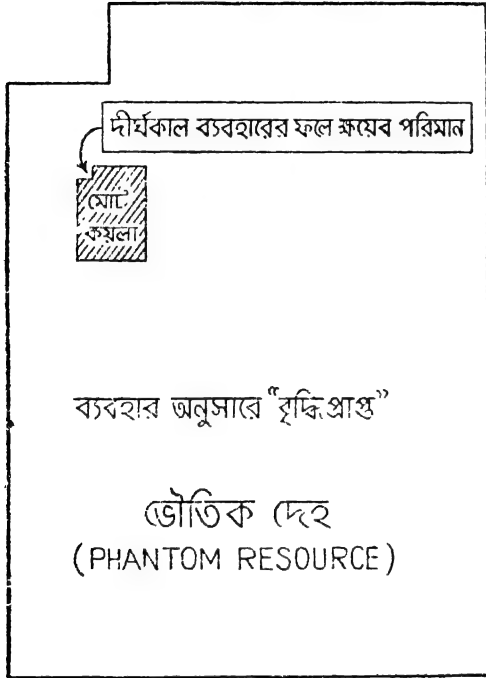 দীর্ঘকাল ব্যবহারের ফলে ক্ষয়েব পরিমান
মোট
কয়লা
ব্যবহার অনুসারে "বৃদ্ধিপ্রাপ্ত"
ভৌতিক দেহ
(PHANTOM RESOURCE)